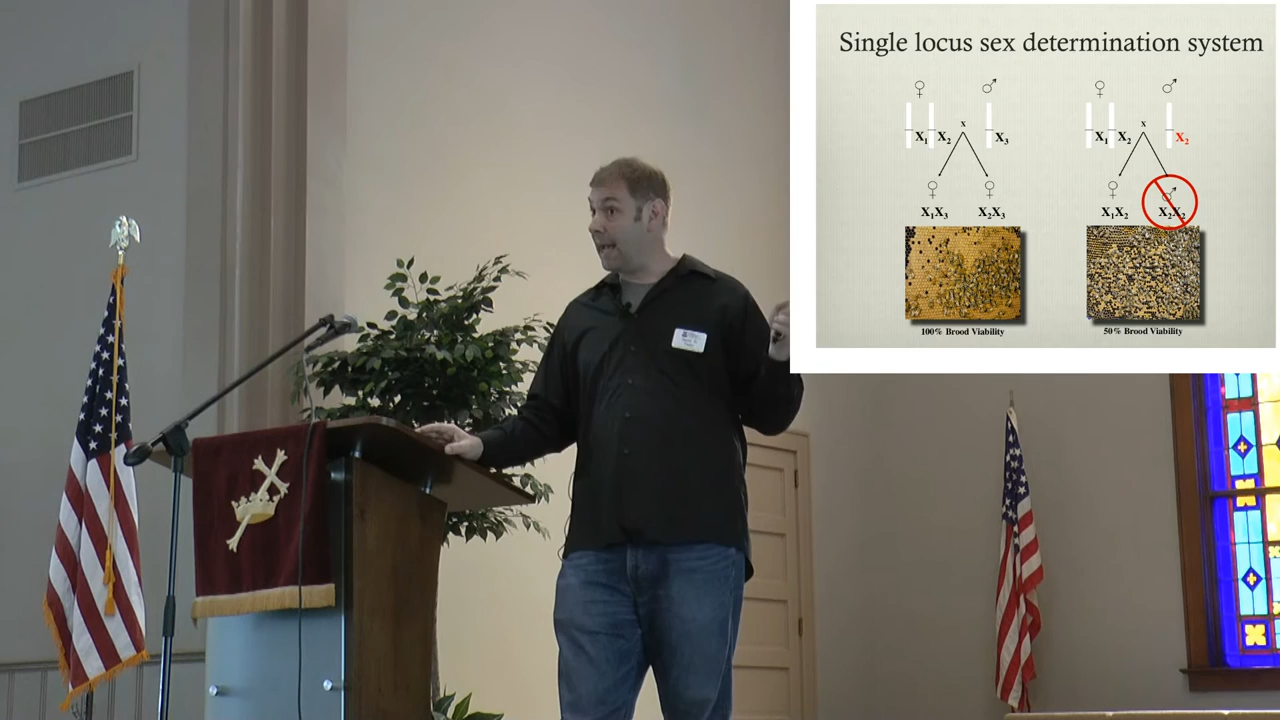 Single locus sex determination system
♀ ♂ ♀ ♂
x x
X₁ X₂ X₃ X₁ X₂ X₂
♀ ♀ ♀ ♂
X₁X₃ X₂X₃ X₁X₂ X₂X₂
100% Brood Viability 50% Brood Viability